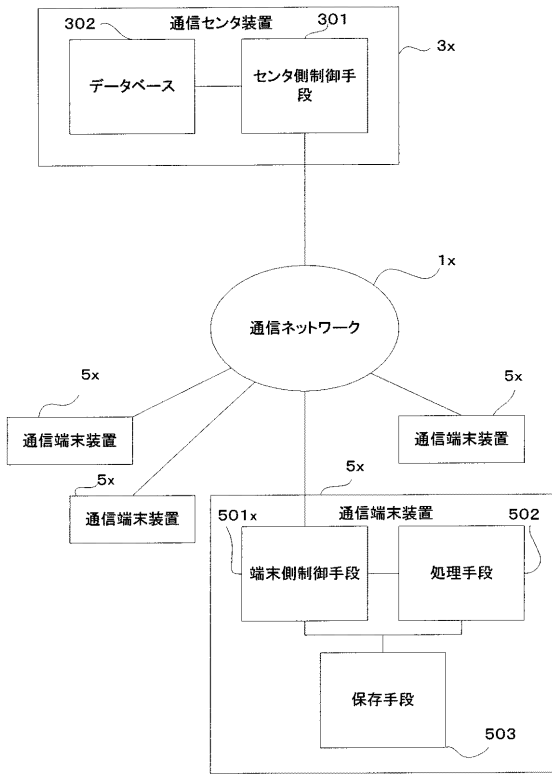 通信センタ装置
302
301
3x
データベース
センタ側制御手
段
1x
通信ネットワーク
5x
通信端末装置
5x
通信端末装置
5x
通信端末装置
5x
通信端末装置
501x
502
端末側制御手段
処理手段
保存手段
503